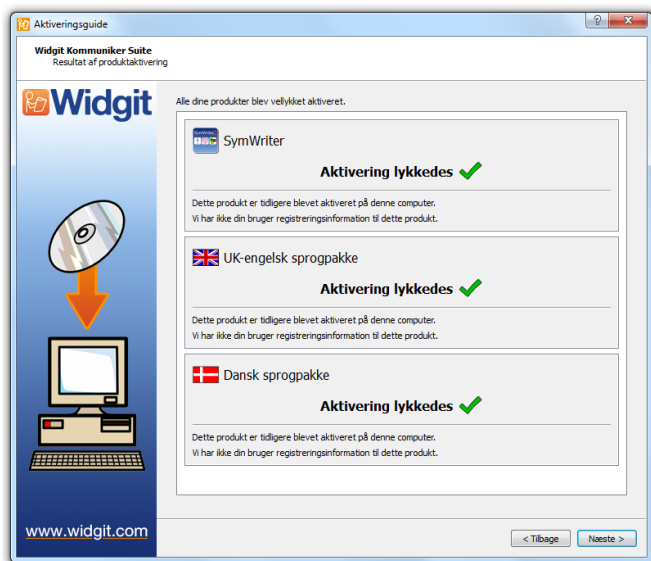 Aktiveringsguide
Widgit Kommuniker Suite
Resultat af produktaktivering
Widgit
Alle dine produkter blev vellykket aktiveret.
SymWriter
Aktivering lykkedes
Dette produkt er tidligere blevet aktiveret på denne computer.
Vi har ikke din bruger registreringsinformation til dette produkt.
UK-engelsk sprogpakke
Aktivering lykkedes
Dette produkt er tidligere blevet aktiveret på denne computer.
Vi har ikke din bruger registreringsinformation til dette produkt.
Dansk sprogpakke
Aktivering lykkedes
Dette produkt er tidligere blevet aktiveret på denne computer.
Vi har ikke din bruger registreringsinformation til dette produkt.
www.widgit.com
< Tilbage
Næste >